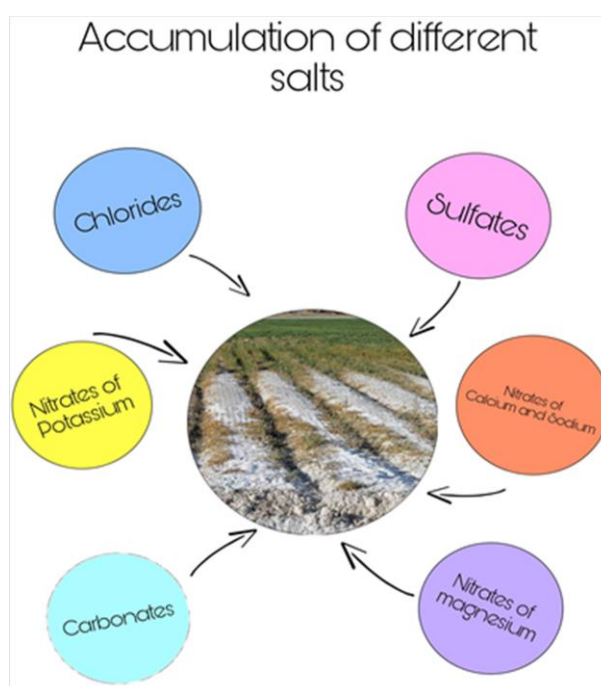 Accumulation of different
salts
Chlorides
Sulfates
Nitrates of
Potassium
Nitrates of
Calcium and Sodium
Carbonates
Nitrates of
magnesium